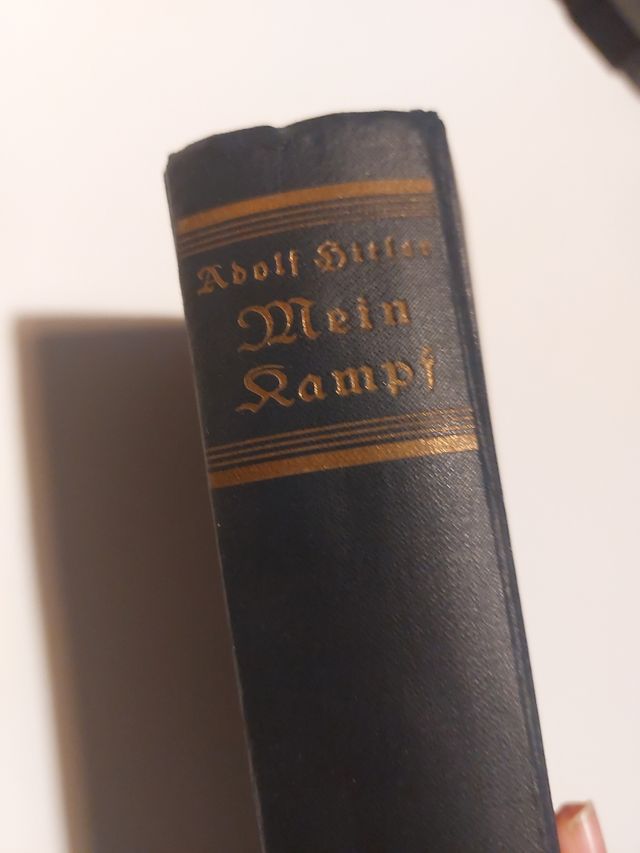 Adolf Hitler
Mein
Kampf